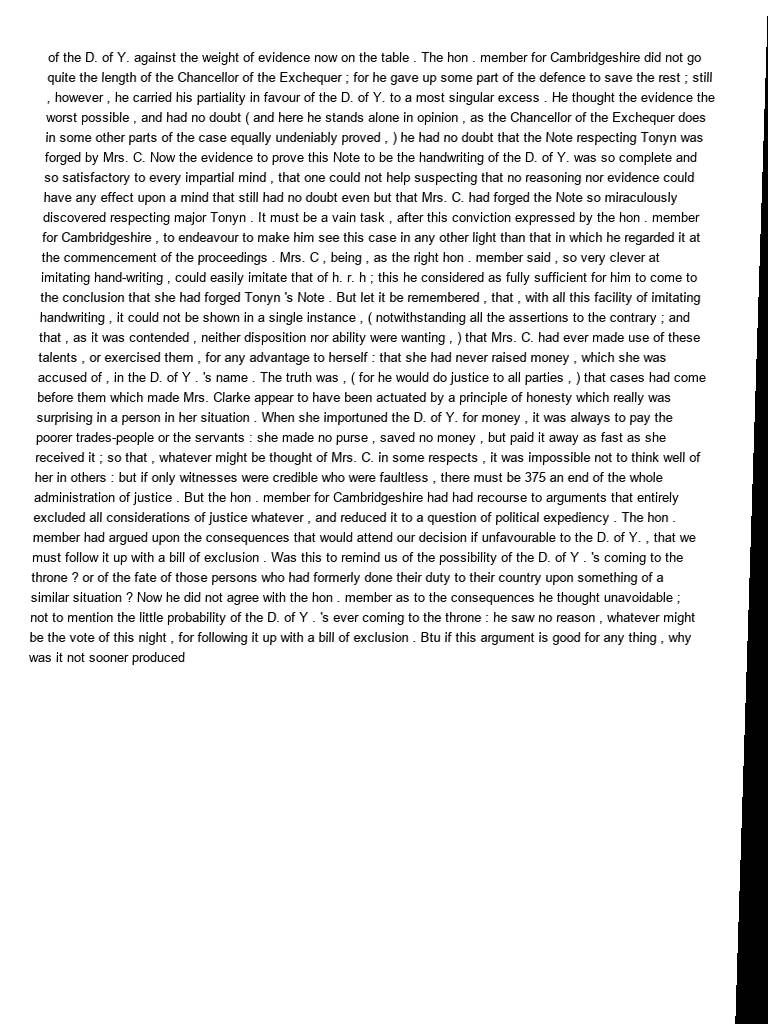 of the D. of Y. against the weight of evidence now on the table . The hon . member for Cambridgeshire did not go
quite the length of the Chancellor of the Exchequer ; for he gave up some part of the defence to save the rest ; still
, however , he carried his partiality in favour of the D. of Y. to a most singular excess . He thought the evidence the
worst possible , and had no doubt ( and here he stands alone in opinion , as the Chancellor of the Exchequer does
in some other parts of the case equally undeniably proved , ) he had no doubt that the Note respecting Tonyn was
forged by Mrs. C. Now the evidence to prove this Note to be the handwriting of the D. of Y. was so complete and
so satisfactory to every impartial mind , that one could not help suspecting that no reasoning nor evidence could
have any effect upon a mind that still had no doubt even but that Mrs. C. had forged the Note so miraculously
discovered respecting major Tonyn . It must be a vain task , after this conviction expressed by the hon . member
for Cambridgeshire , to endeavour to make him see this case in any other light than that in which he regarded it at
the commencement of the proceedings . Mrs. C , being , as the right hon . member said , so very clever at
imitating hand-writing , could easily imitate that of h. r. h ; this he considered as fully sufficient for him to come to
the conclusion that she had forged Tonyn 's Note . But let it be remembered , that , with all this facility of imitating
handwriting , it could not be shown in a single instance , ( notwithstanding all the assertions to the contrary ; and
that , as it was contended , neither disposition nor ability were wanting , ) that Mrs. C. had ever made use of these
talents , or exercised them , for any advantage to herself : that she had never raised money , which she was
accused of , in the D. of Y . 's name . The truth was , ( for he would do justice to all parties , ) that cases had come
before them which made Mrs. Clarke appear to have been actuated by a principle of honesty which really was
surprising in a person in her situation . When she importuned the D. of Y. for money , it was always to pay the
poorer trades-people or the servants : she made no purse , saved no money , but paid it away as fast as she
received it ; so that , whatever might be thought of Mrs. C. in some respects , it was impossible not to think well of
her in others : but if only witnesses were credible who were faultless , there must be 375 an end of the whole
administration of justice . But the hon . member for Cambridgeshire had had recourse to arguments that entirely
excluded all considerations of justice whatever , and reduced it to a question of political expediency . The hon .
member had argued upon the consequences that would attend our decision if unfavourable to the D. of Y. , that we
must follow it up with a bill of exclusion . Was this to remind us of the possibility of the D. of Y . 's coming to the
throne ? or of the fate of those persons who had formerly done their duty to their country upon something of a
similar situation ? Now he did not agree with the hon . member as to the consequences he thought unavoidable ;
not to mention the little probability of the D. of Y . 's ever coming to the throne : he saw no reason , whatever might
be the vote of this night , for following it up with a bill of exclusion . Btu if this argument is good for any thing , why
was it not sooner produced